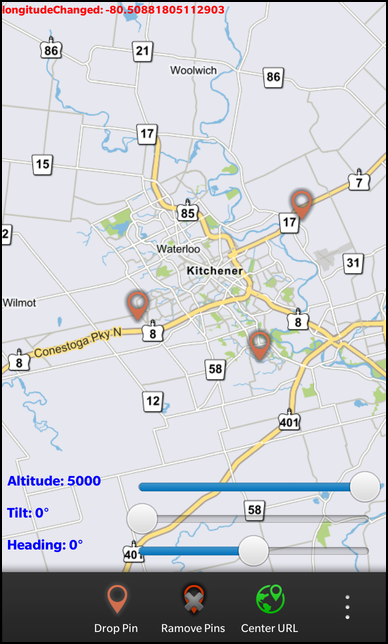 longitudeChanged: -80.50881805112903
86
21
Woolwich
86
17
15
7
85
17
2
Waterloo
31
Kitchener
Wilmot
8
8
Conestoga Pky N
8
58
12
401
Altitude: 5000
Tilt: 0°
58
Heading: 0°
401
Drop Pin
Ramove Pins
Center URL